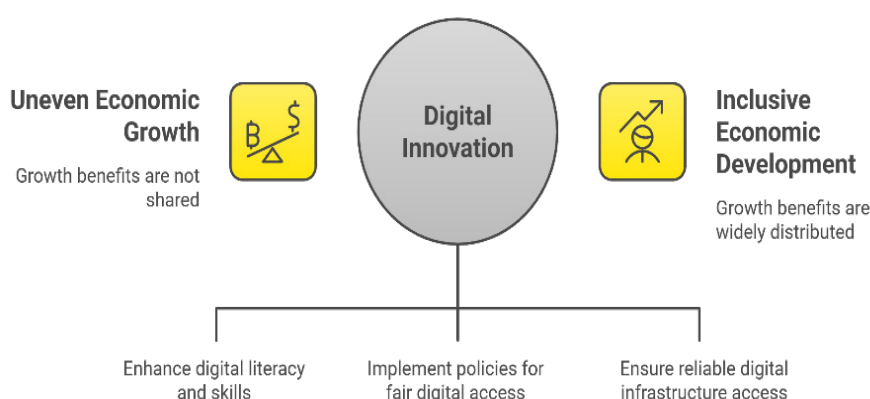 Uneven Economic
Growth
Growth benefits are not
shared
B
$
Digital
Innovation
Inclusive
Economic
Development
Growth benefits are
widely distributed
Enhance digital literacy
and skills
Implement policies for
fair digital access
Ensure reliable digital
infrastructure access